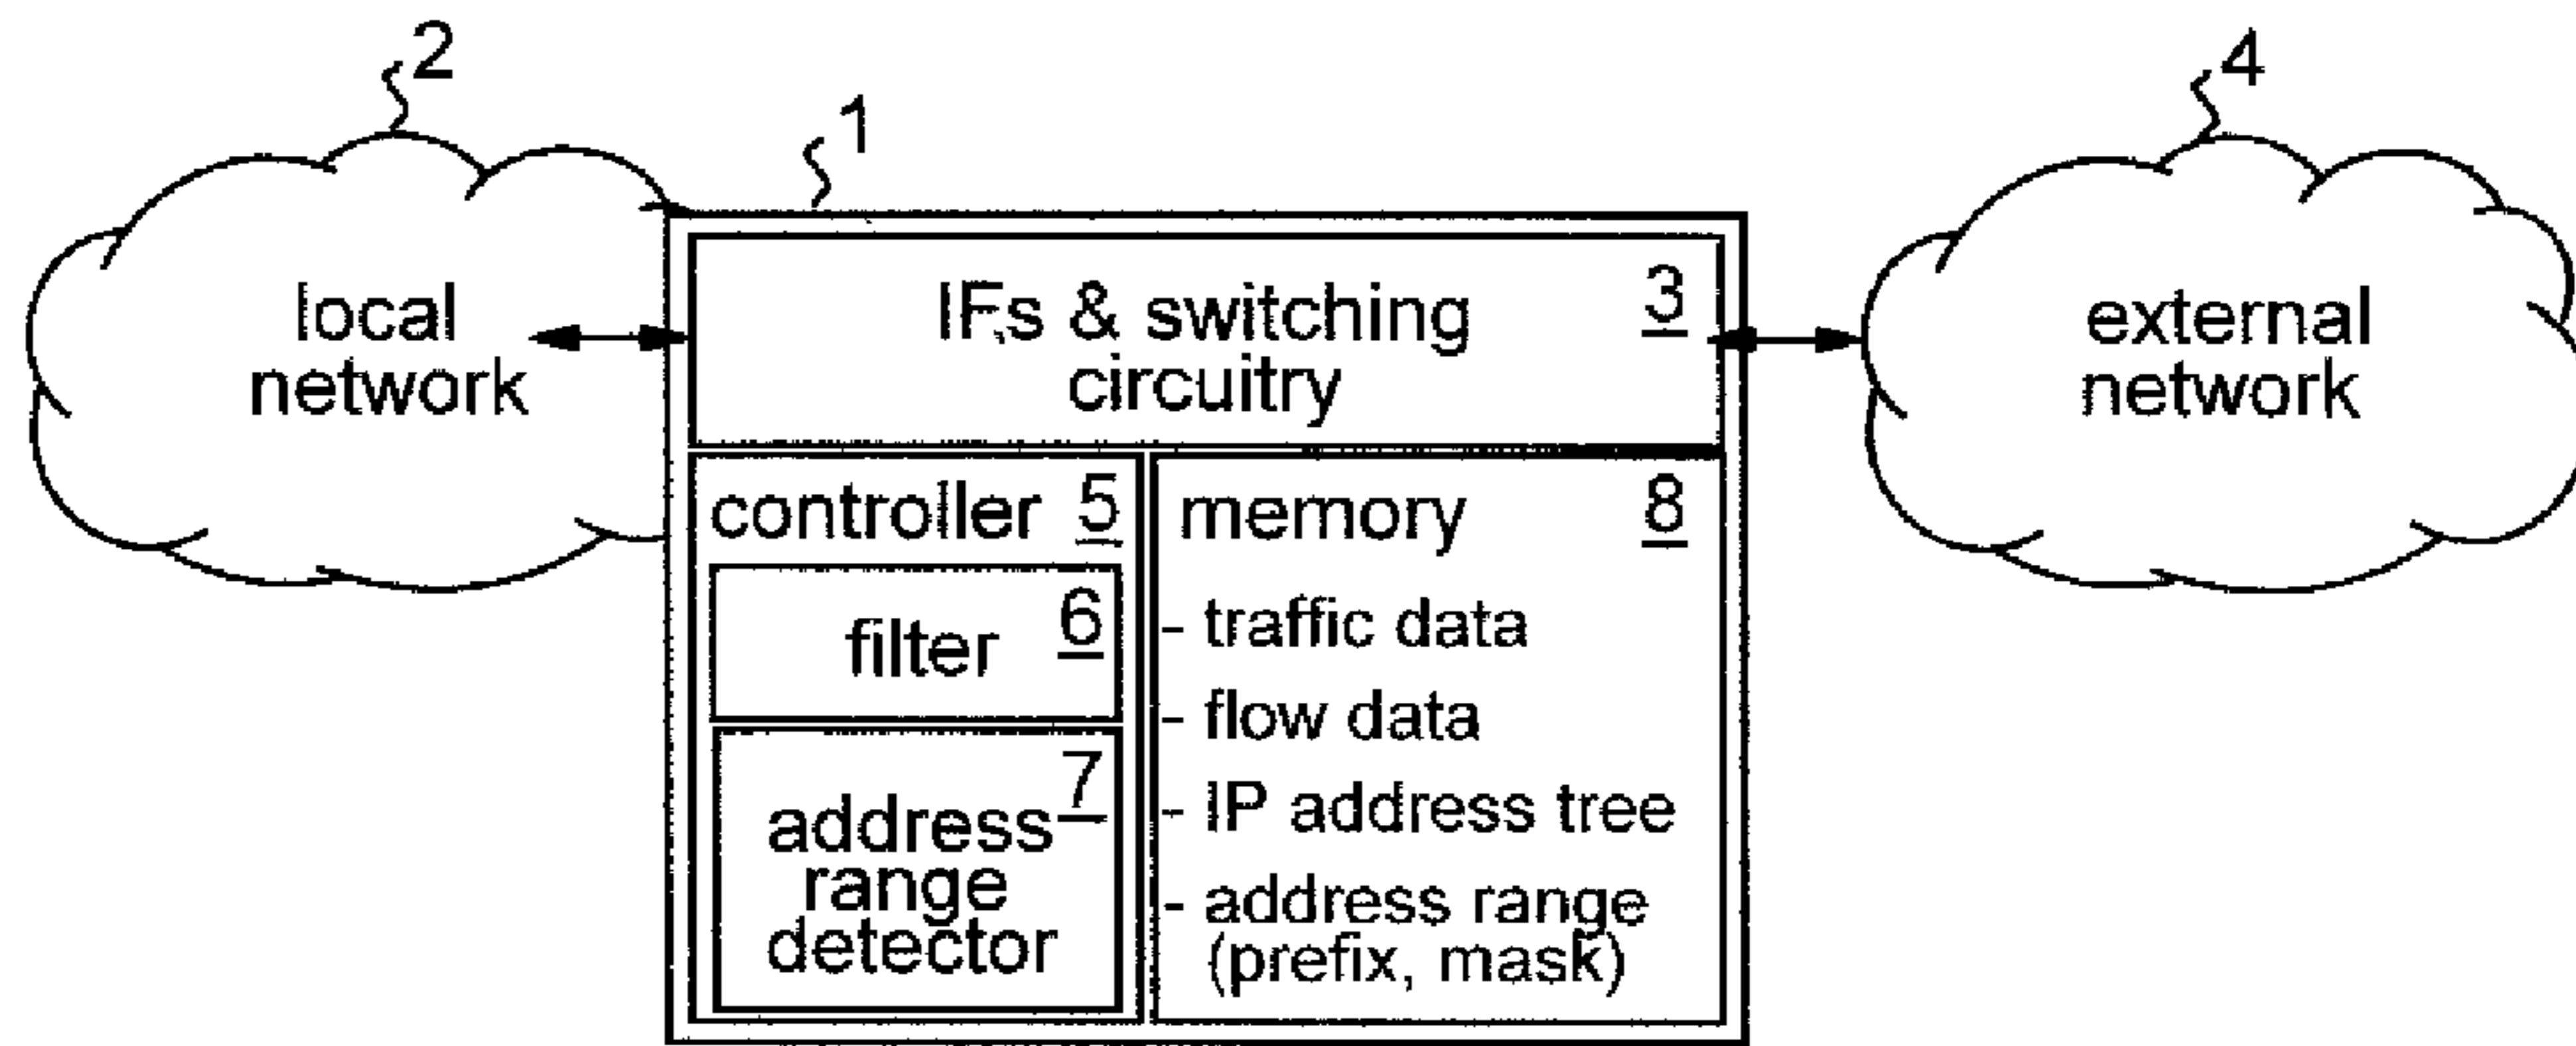 2
4
1
local
network
IFs & switching
circuitry
3
external
network
controller 5
memory 8
filter 6
- traffic data
- flow data
address
range
detector
7
- IP address tree
- address range
(prefix, mask)